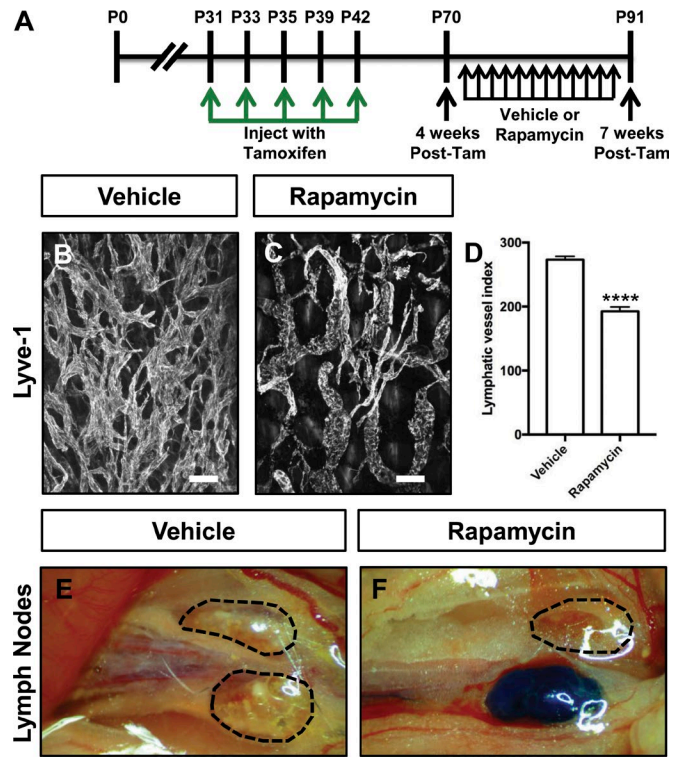 A
P0 P31 P33 P35 P39 P42 P70 P91
Inject with
Tamoxifen
4 weeks
Post-Tam
Vehicle or
Rapamycin
7 weeks
Post-Tam
Vehicle
Rapamycin
Lyve-1
B
C
D
Lymphatic vessel index
300
200
100
0
****
Vehicle
Rapamycin
Vehicle
Rapamycin
Lymph Nodes
E
F